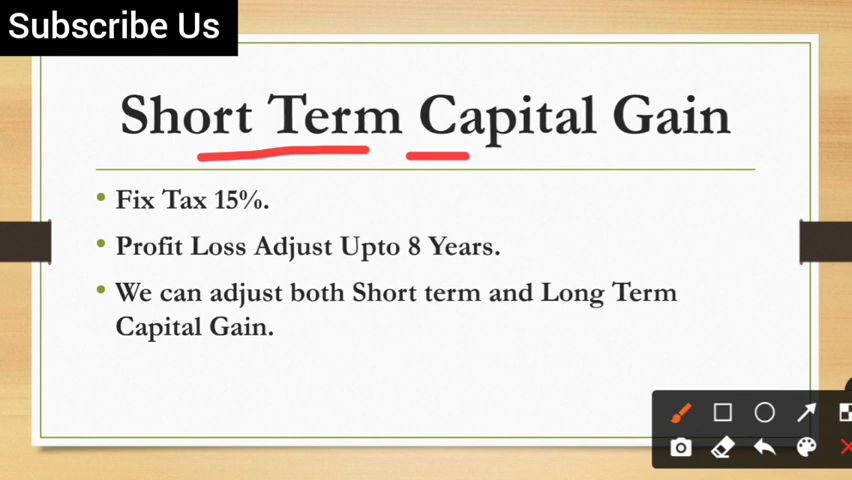 Subscribe Us
Short Term Capital Gain
• Fix Tax 15%.
• Profit Loss Adjust Upto 8 Years.
• We can adjust both Short term and Long Term
Capital Gain.